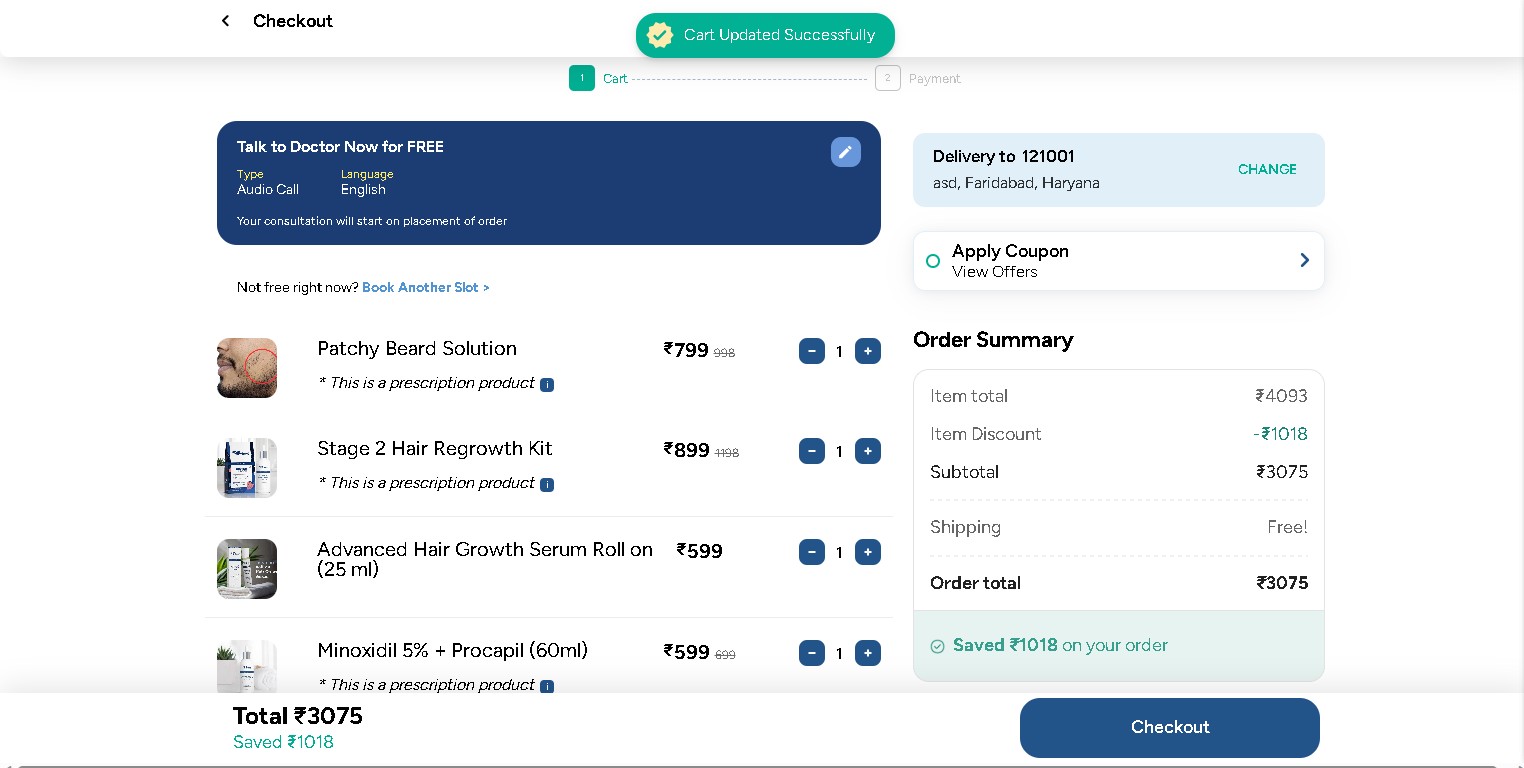 Checkout
Cart Updated Successfully
1 Cart
2 Payment
Talk to Doctor Now for FREE
Type Language
Audio Call English
Your consultation will start on placement of order
Not free right now? Book Another Slot >
Patchy Beard Solution ₹799 998 - 1 +
* This is a prescription product i
Stage 2 Hair Regrowth Kit ₹899 1198 - 1 +
* This is a prescription product i
Advanced Hair Growth Serum Roll on ₹599 - 1 +
(25 ml)
Minoxidil 5% + Procapil (60ml) ₹599 699 - 1 +
* This is a prescription product i
Delivery to 121001
asd, Faridabad, Haryana
CHANGE
Apply Coupon
View Offers
Order Summary
Item total ₹4093
Item Discount -₹1018
Subtotal ₹3075
Shipping Free!
Order total ₹3075
Saved ₹1018 on your order
Total ₹3075
Saved ₹1018
Checkout